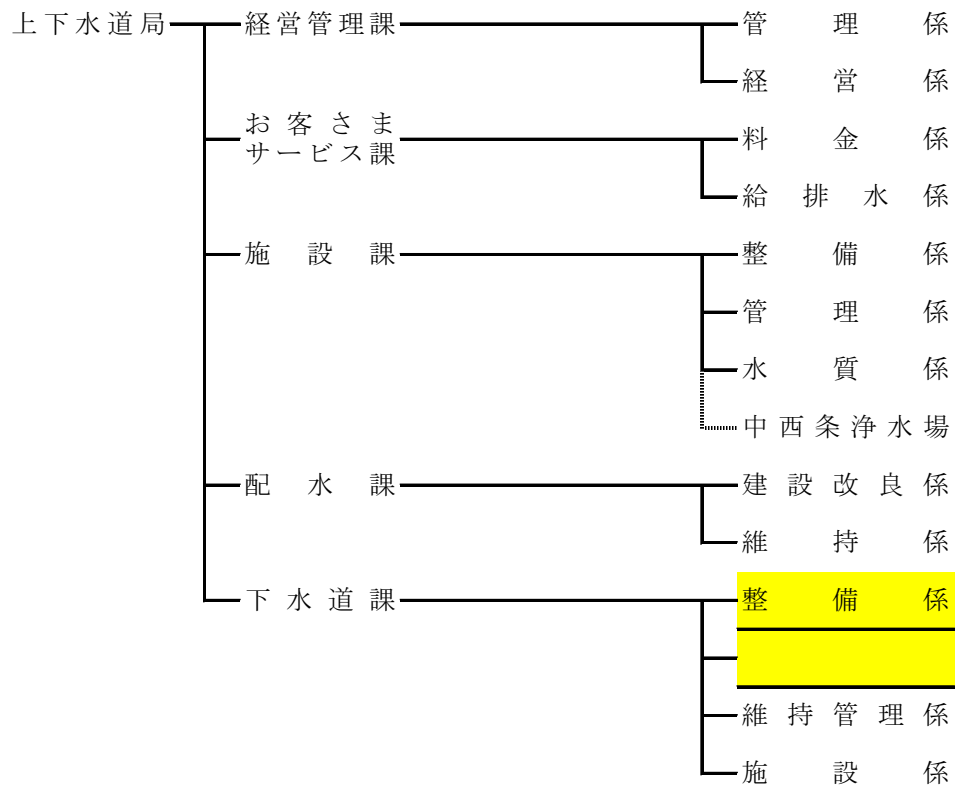 上下水道局 経営管理課 管理係
経営係
お客さま
サービス課 料金係
給排水係
施設課 整備係
管理係
水質係
中西条浄水場
配水課 建設改良係
維持係
下水道課 整備係
維持管理係
施設係